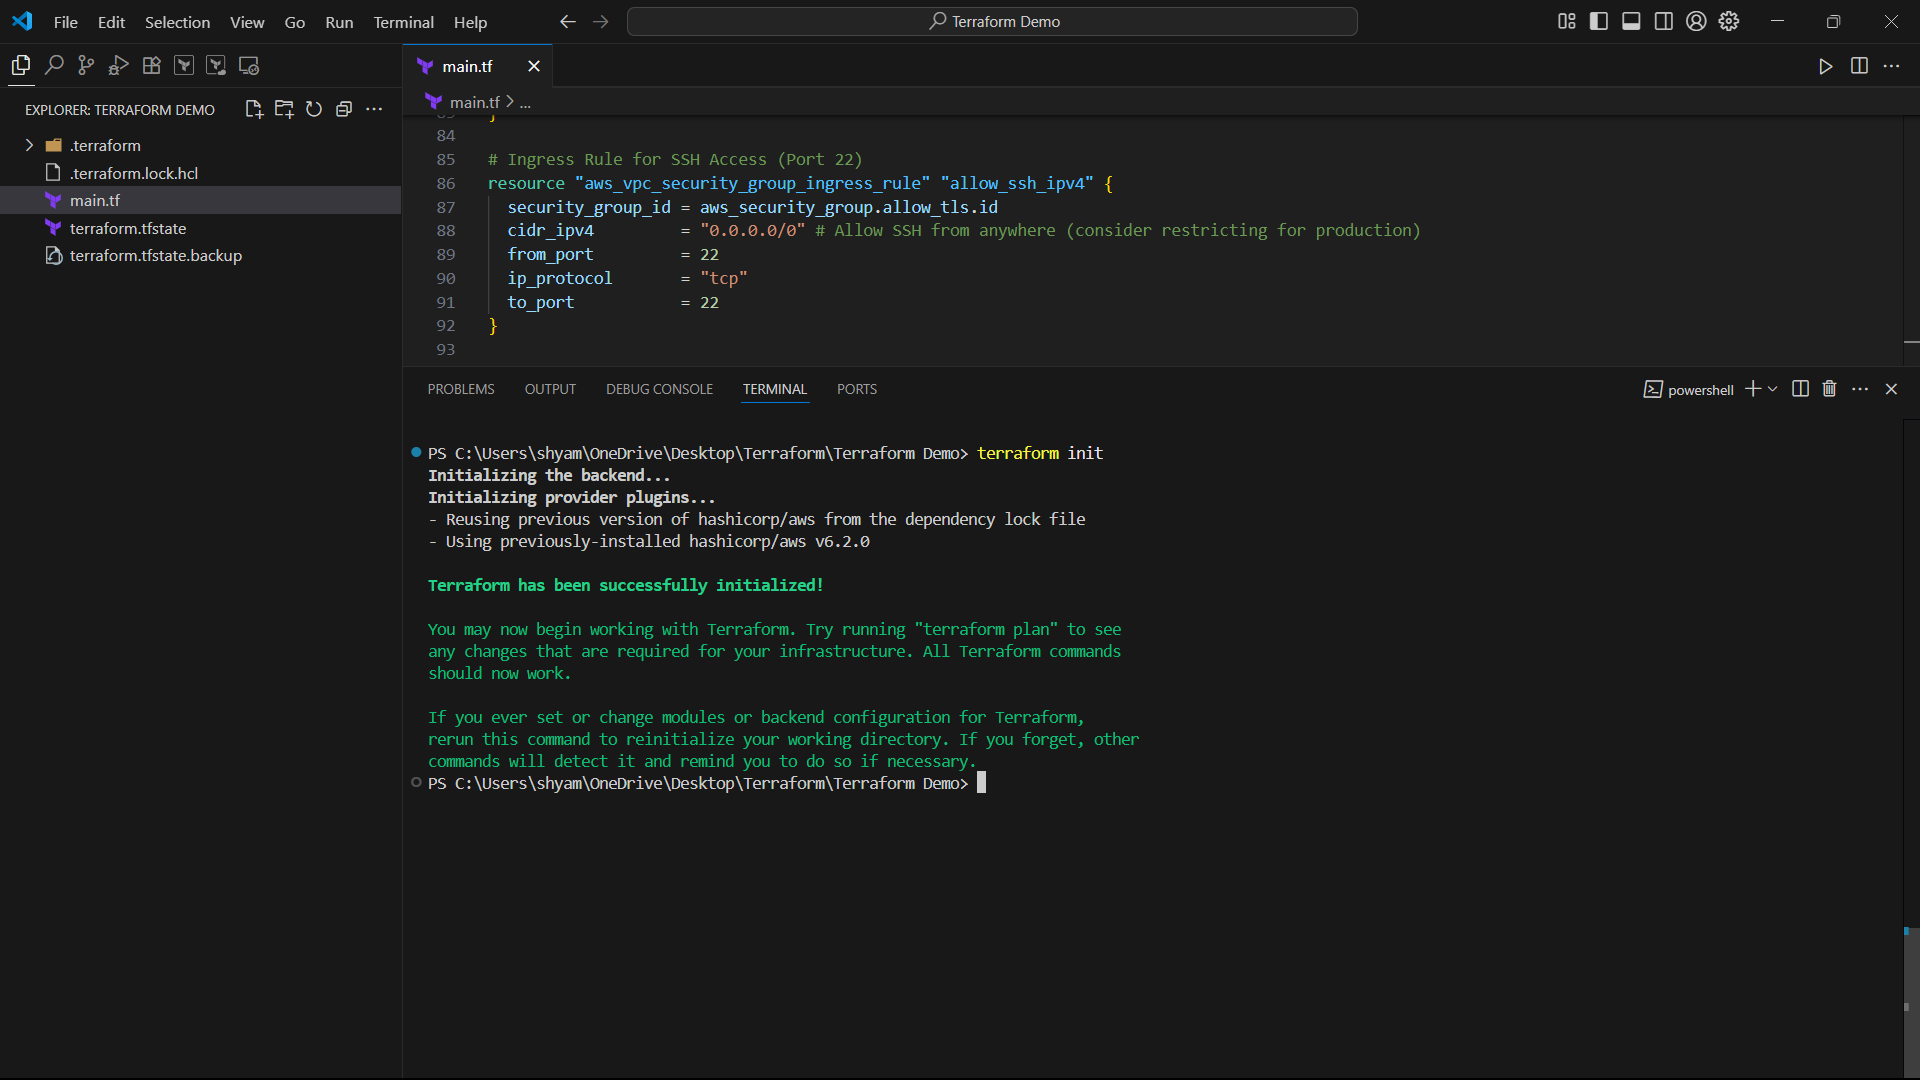 File Edit Selection View Go Run Terminal Help
Terraform Demo
EXPLORER: TERRAFORM DEMO
.terraform
.terraform.lock.hcl
main.tf
terraform.tfstate
terraform.tfstate.backup
main.tf
main.tf > ...
84
85 # Ingress Rule for SSH Access (Port 22)
86 resource "aws_vpc_security_group_ingress_rule" "allow_ssh_ipv4" {
87 security_group_id = aws_security_group.allow_tls.id
88 cidr_ipv4 = "0.0.0.0/0" # Allow SSH from anywhere (consider restricting for production)
89 from_port = 22
90 ip_protocol = "tcp"
91 to_port = 22
92 }
93
PROBLEMS OUTPUT DEBUG CONSOLE TERMINAL PORTS
powershell
PS C:\Users\shyam\OneDrive\Desktop\Terraform\Terraform Demo> terraform init
Initializing the backend...
Initializing provider plugins...
- Reusing previous version of hashicorp/aws from the dependency lock file
- Using previously-installed hashicorp/aws v6.2.0
Terraform has been successfully initialized!
You may now begin working with Terraform. Try running "terraform plan" to see
any changes that are required for your infrastructure. All Terraform commands
should now work.
If you ever set or change modules or backend configuration for Terraform,
rerun this command to reinitialize your working directory. If you forget, other
commands will detect it and remind you to do so if necessary.
PS C:\Users\shyam\OneDrive\Desktop\Terraform\Terraform Demo>